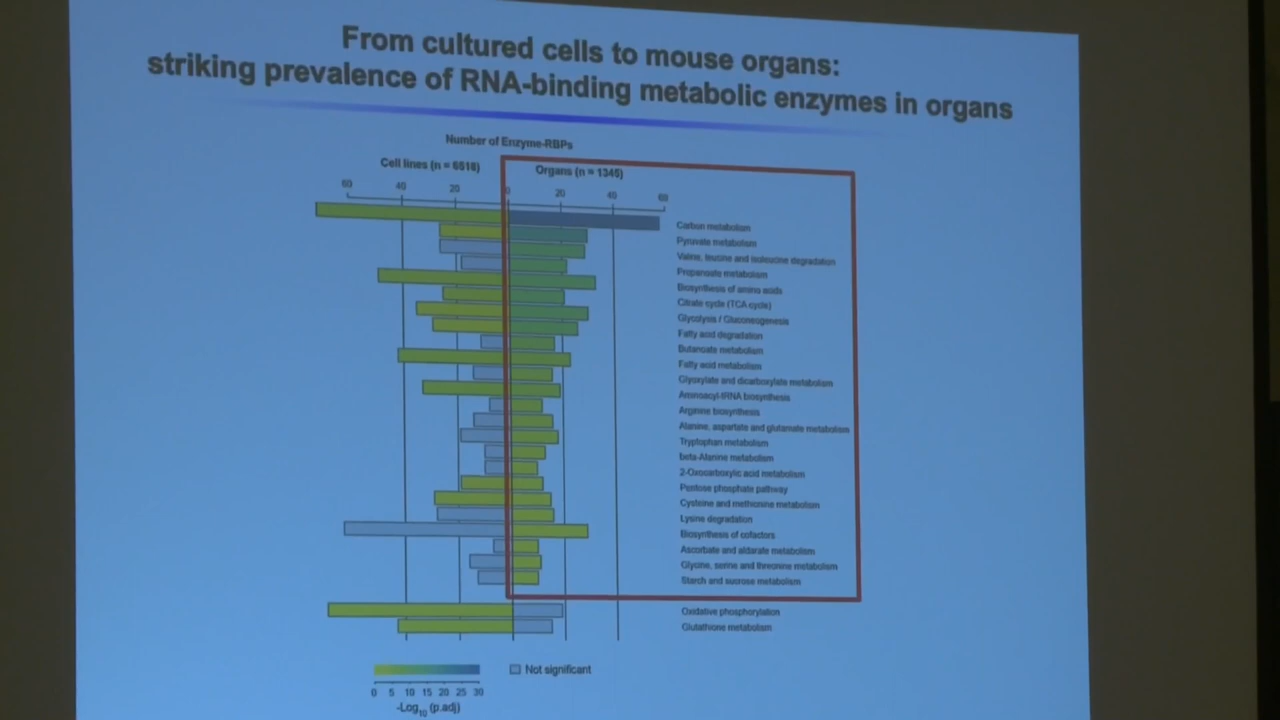 From cultured cells to mouse organs:
striking prevalence of RNA-binding metabolic enzymes in organs
Number of Enzyme-RBPs
Cell lines (n = 6518)
Organs (n = 1345)
60 40 20 0 20 40 60
Carbon metabolism
Pyruvate metabolism
Valine, leucine and isoleucine degradation
Propanoate metabolism
Biosynthesis of amino acids
Citrate cycle (TCA cycle)
Glycolysis / Gluconeogenesis
Fatty acid degradation
Butanoate metabolism
Fatty acid metabolism
Glyoxylate and dicarboxylate metabolism
Aminoacyl-tRNA biosynthesis
Arginine biosynthesis
Alanine, aspartate and glutamate metabolism
Tryptophan metabolism
beta-Alanine metabolism
2-Oxocarboxylic acid metabolism
Pentose phosphate pathway
Cysteine and methionine metabolism
Lysine degradation
Biosynthesis of cofactors
Ascorbate and aldarate metabolism
Glycine, serine and threonine metabolism
Starch and sucrose metabolism
Oxidative phosphorylation
Glutathione metabolism
Not significant
0 5 10 15 20 25 30
-Log10 (p.adj)